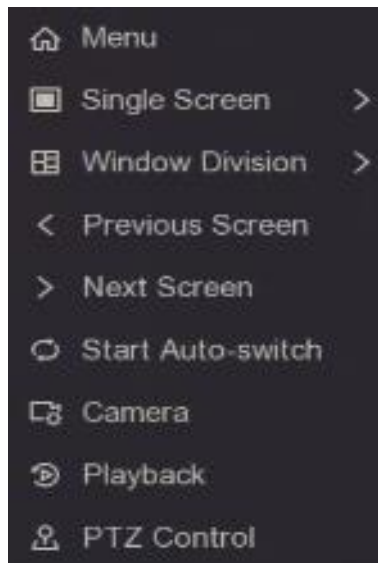 Menu
Single Screen
Window Division
Previous Screen
Next Screen
Start Auto-switch
Camera
Playback
PTZ Control